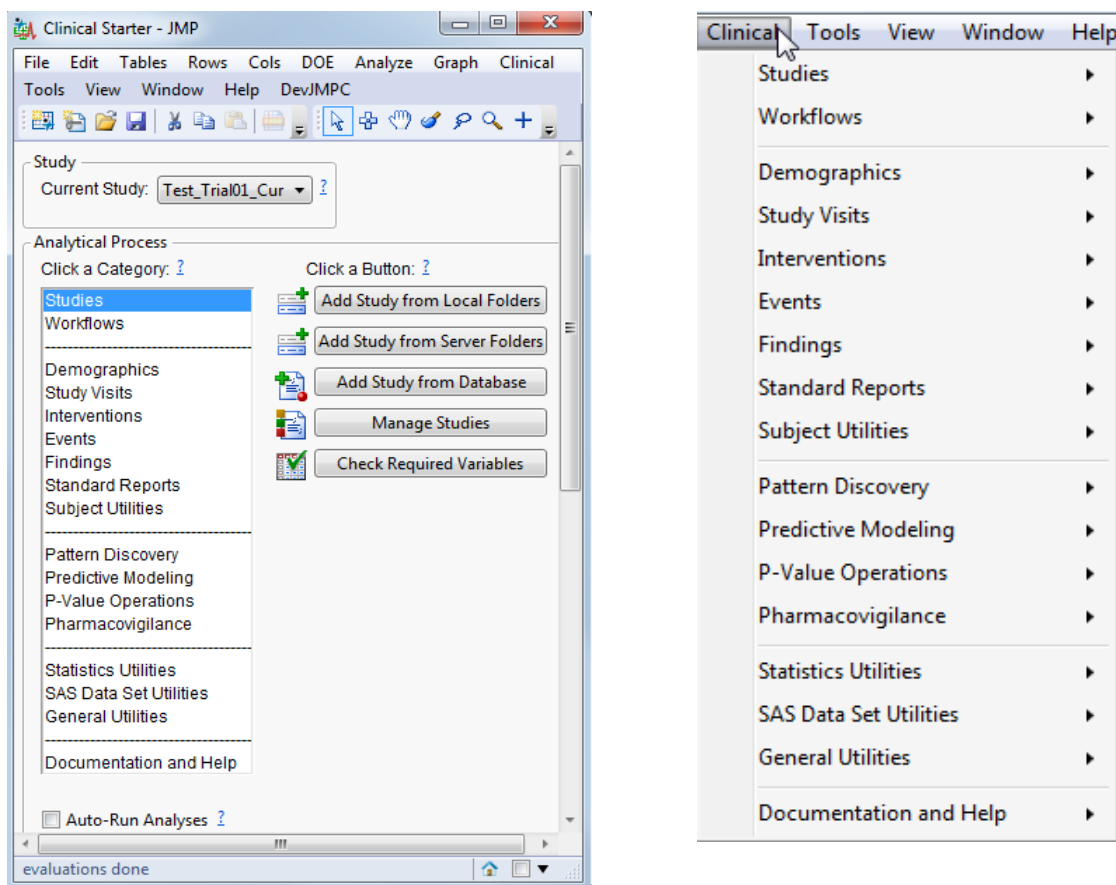 Clinical Starter - JMP
File Edit Tables Rows Cols DOE Analyze Graph Clinical
Tools View Window Help DevJMPC
Study
Current Study: Test_Trial01_Cur ?
Analytical Process
Click a Category: ? Click a Button: ?
Studies
Workflows
Demographics
Study Visits
Interventions
Events
Findings
Standard Reports
Subject Utilities
Pattern Discovery
Predictive Modeling
P-Value Operations
Pharmacovigilance
Statistics Utilities
SAS Data Set Utilities
General Utilities
Documentation and Help
Add Study from Local Folders
Add Study from Server Folders
Add Study from Database
Manage Studies
Check Required Variables
Auto-Run Analyses ?
evaluations done
Clinical Tools View Window Help
Studies
Workflows
Demographics
Study Visits
Interventions
Events
Findings
Standard Reports
Subject Utilities
Pattern Discovery
Predictive Modeling
P-Value Operations
Pharmacovigilance
Statistics Utilities
SAS Data Set Utilities
General Utilities
Documentation and Help